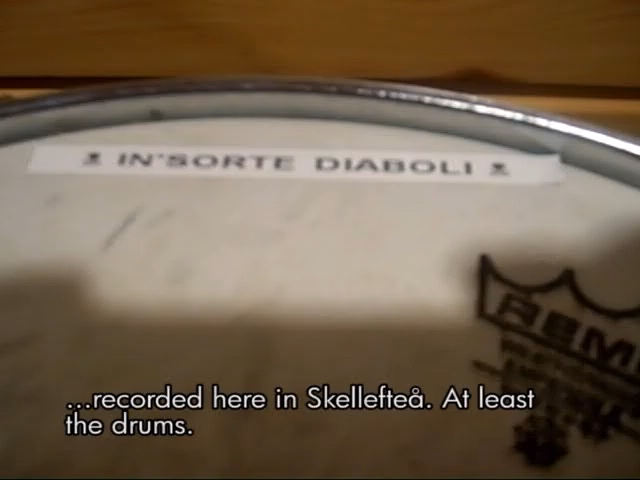 IN'SORTE DIABOLI
REMO
...recorded here in Skellefteå. At least
the drums.